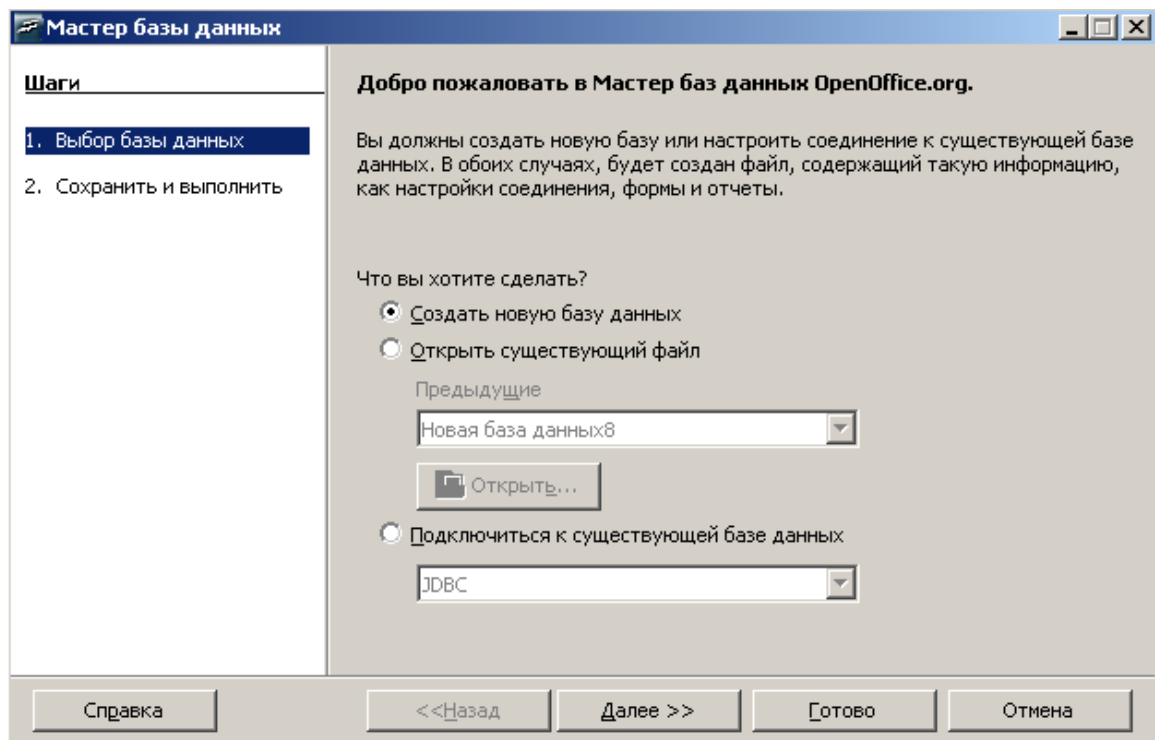 Мастер базы данных
Шаги
1. Выбор базы данных
2. Сохранить и выполнить
Добро пожаловать в Мастер баз данных OpenOffice.org.
Вы должны создать новую базу или настроить соединение к существующей базе
данных. В обоих случаях, будет создан файл, содержащий такую информацию,
как настройки соединения, формы и отчеты.
Что вы хотите сделать?
Создать новую базу данных
Открыть существующий файл
Предыдущие
Новая база данных8
Открыть...
Подключиться к существующей базе данных
JDBC
Справка
<<Назад
Далее >>
Готово
Отмена